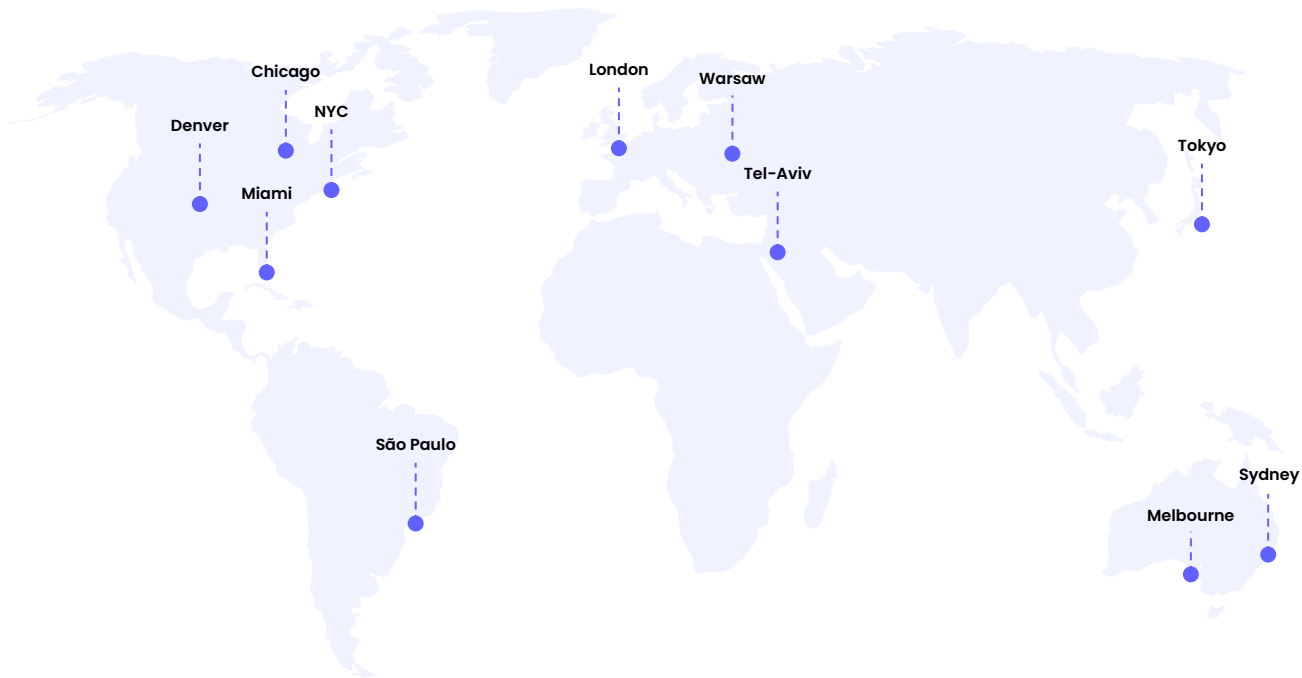 Chicago
London
Warsaw
NYC
Denver
Tokyo
Tel-Aviv
Miami
São Paulo
Sydney
Melbourne